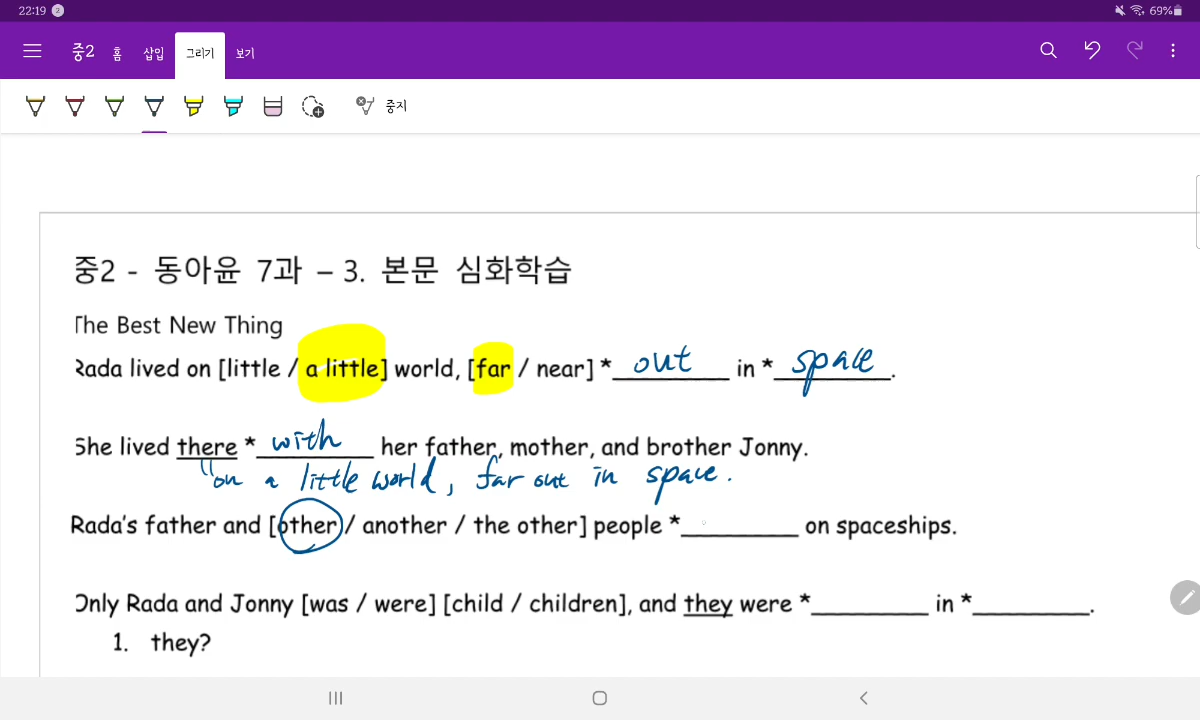 22:19 2 69%
중2 홈 삽입 그리기 보기
중지
중2 - 동아윤 7과 – 3. 본문 심화학습
The Best New Thing
Rada lived on [little / a little] world, [far / near] * out in * space.
She lived there * with her father, mother, and brother Jonny.
"on a little world, far out in space.
Rada's father and [other / another / the other] people *__________ on spaceships.
Only Rada and Jonny [was / were] [child / children], and they were *__________ in *__________.
1. they?